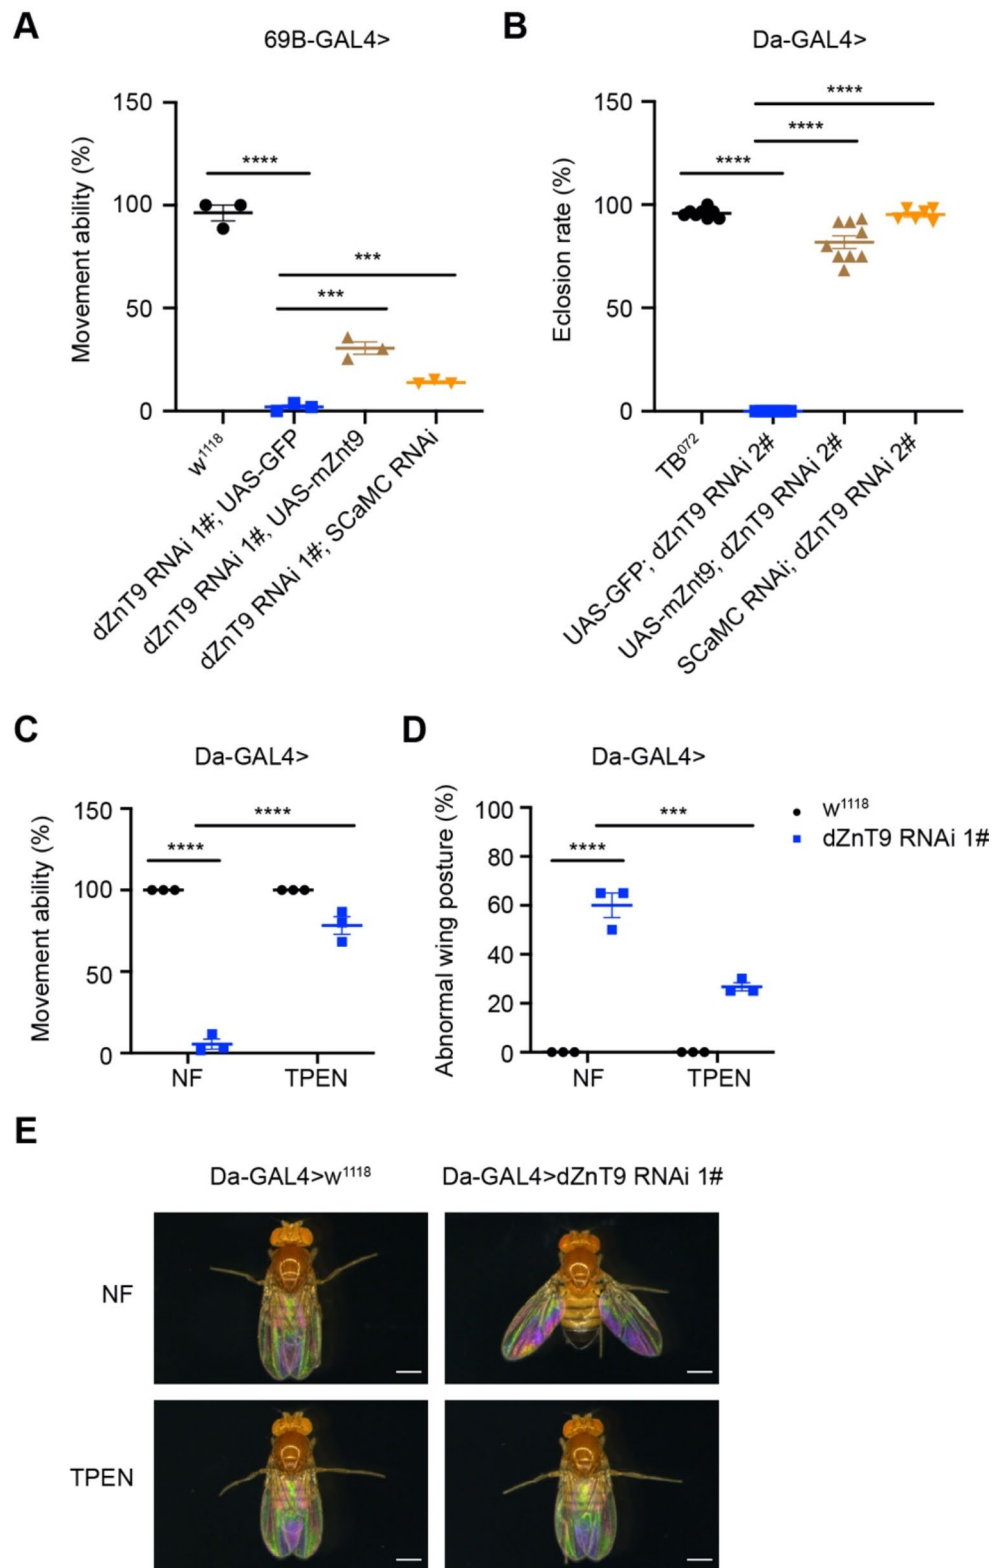 A
69B-GAL4>
Movement ability (%)
150
100
50
0
****
***
***
w¹¹¹⁸
dZnT9 RNAi 1#; UAS-GFP
dZnT9 RNAi 1#, UAS-mZnt9
dZnT9 RNAi 1#; SCaMC RNAi
B
Da-GAL4>
Eclosion rate (%)
150
100
50
0
****
****
****
TB⁰⁷²
UAS-GFP; dZnT9 RNAi 2#
UAS-mZnt9; dZnT9 RNAi 2#
SCaMC RNAi; dZnT9 RNAi 2#
C
Da-GAL4>
Movement ability (%)
150
100
50
0
****
****
NF
TPEN
D
Da-GAL4>
Abnormal wing posture (%)
100
80
60
40
20
0
***
****
NF
TPEN
w¹¹¹⁸
dZnT9 RNAi 1#
E
Da-GAL4>w¹¹¹⁸
Da-GAL4>dZnT9 RNAi 1#
NF
TPEN